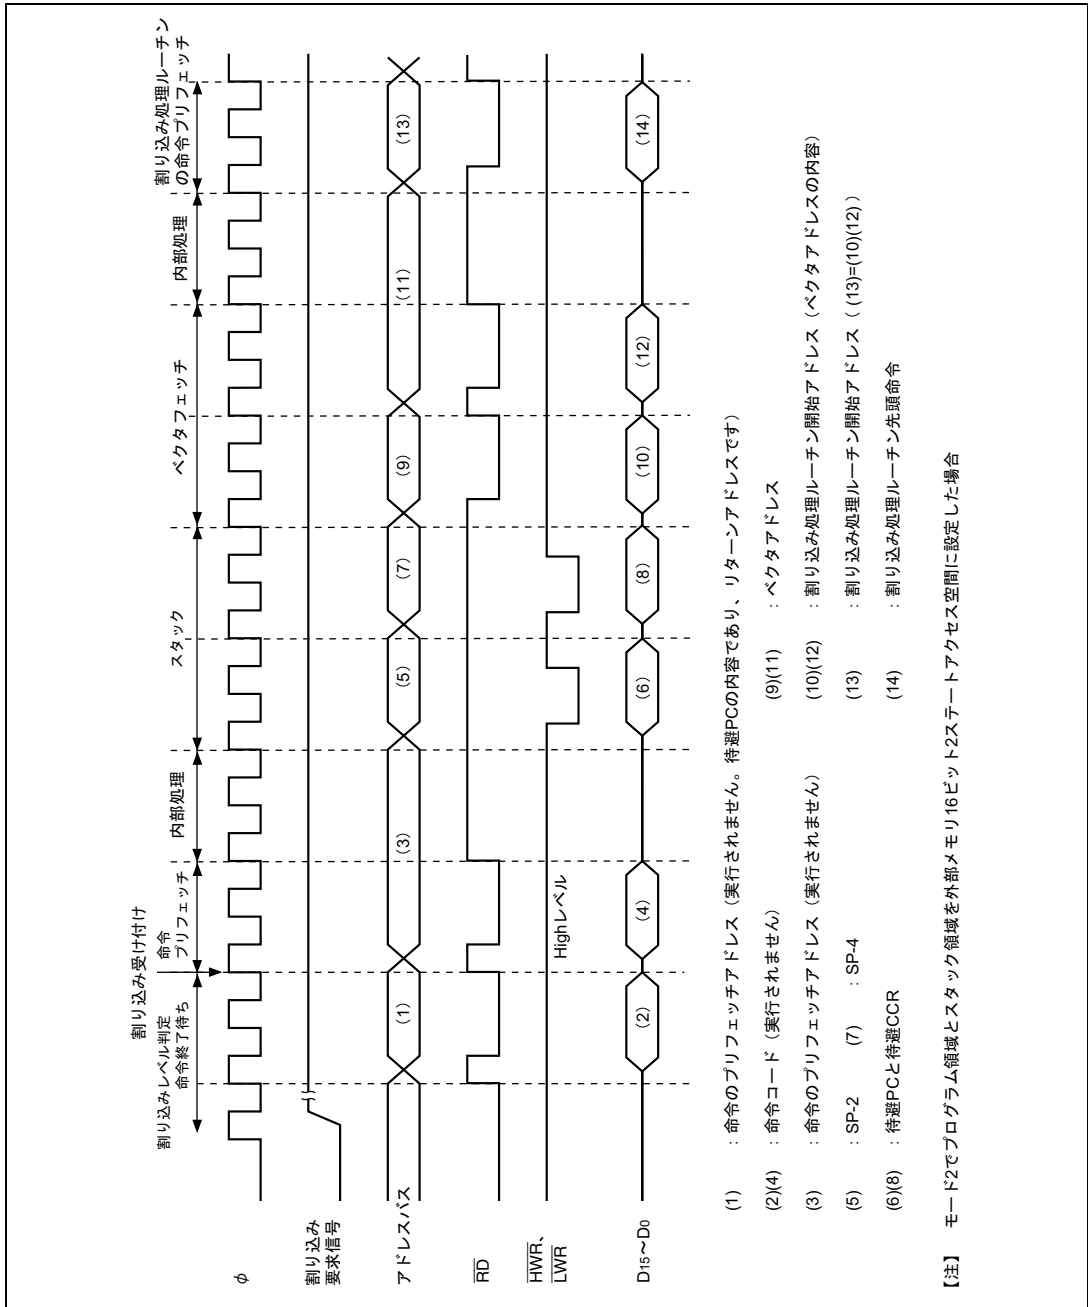 割り込み受け付け
割り込みレベル判定
命令終了待ち
命令
プリフェッチ
内部処理
スタック
ベクタフェッチ
内部処理
割り込み処理ルーチン
の命令プリフェッチ
φ
割り込み
要求信号
アドレスバス
(1)
(3)
(5)
(7)
(9)
(11)
(13)
RD
HWR、
LWR
Highレベル
D15～D0
(2)
(4)
(6)
(8)
(10)
(12)
(14)
(1) : 命令のプリフェッチアドレス（実行されません。待避PCの内容であり、リターンアドレスです）
(2)(4) : 命令コード（実行されません）
(3) : 命令のプリフェッチアドレス（実行されません）
(5) : SP-2 (7) : SP-4
(6)(8) : 待避PCと待避CCR
(9)(11) : ベクタアドレス
(10)(12) : 割り込み処理ルーチン開始アドレス（ベクタアドレスの内容）
(13) : 割り込み処理ルーチン開始アドレス（ (13)=(10)(12) ）
(14) : 割り込み処理ルーチン先頭命令
【注】 モード2でプログラム領域とスタック領域を外部メモリ16ビット2ステートアクセス空間に設定した場合